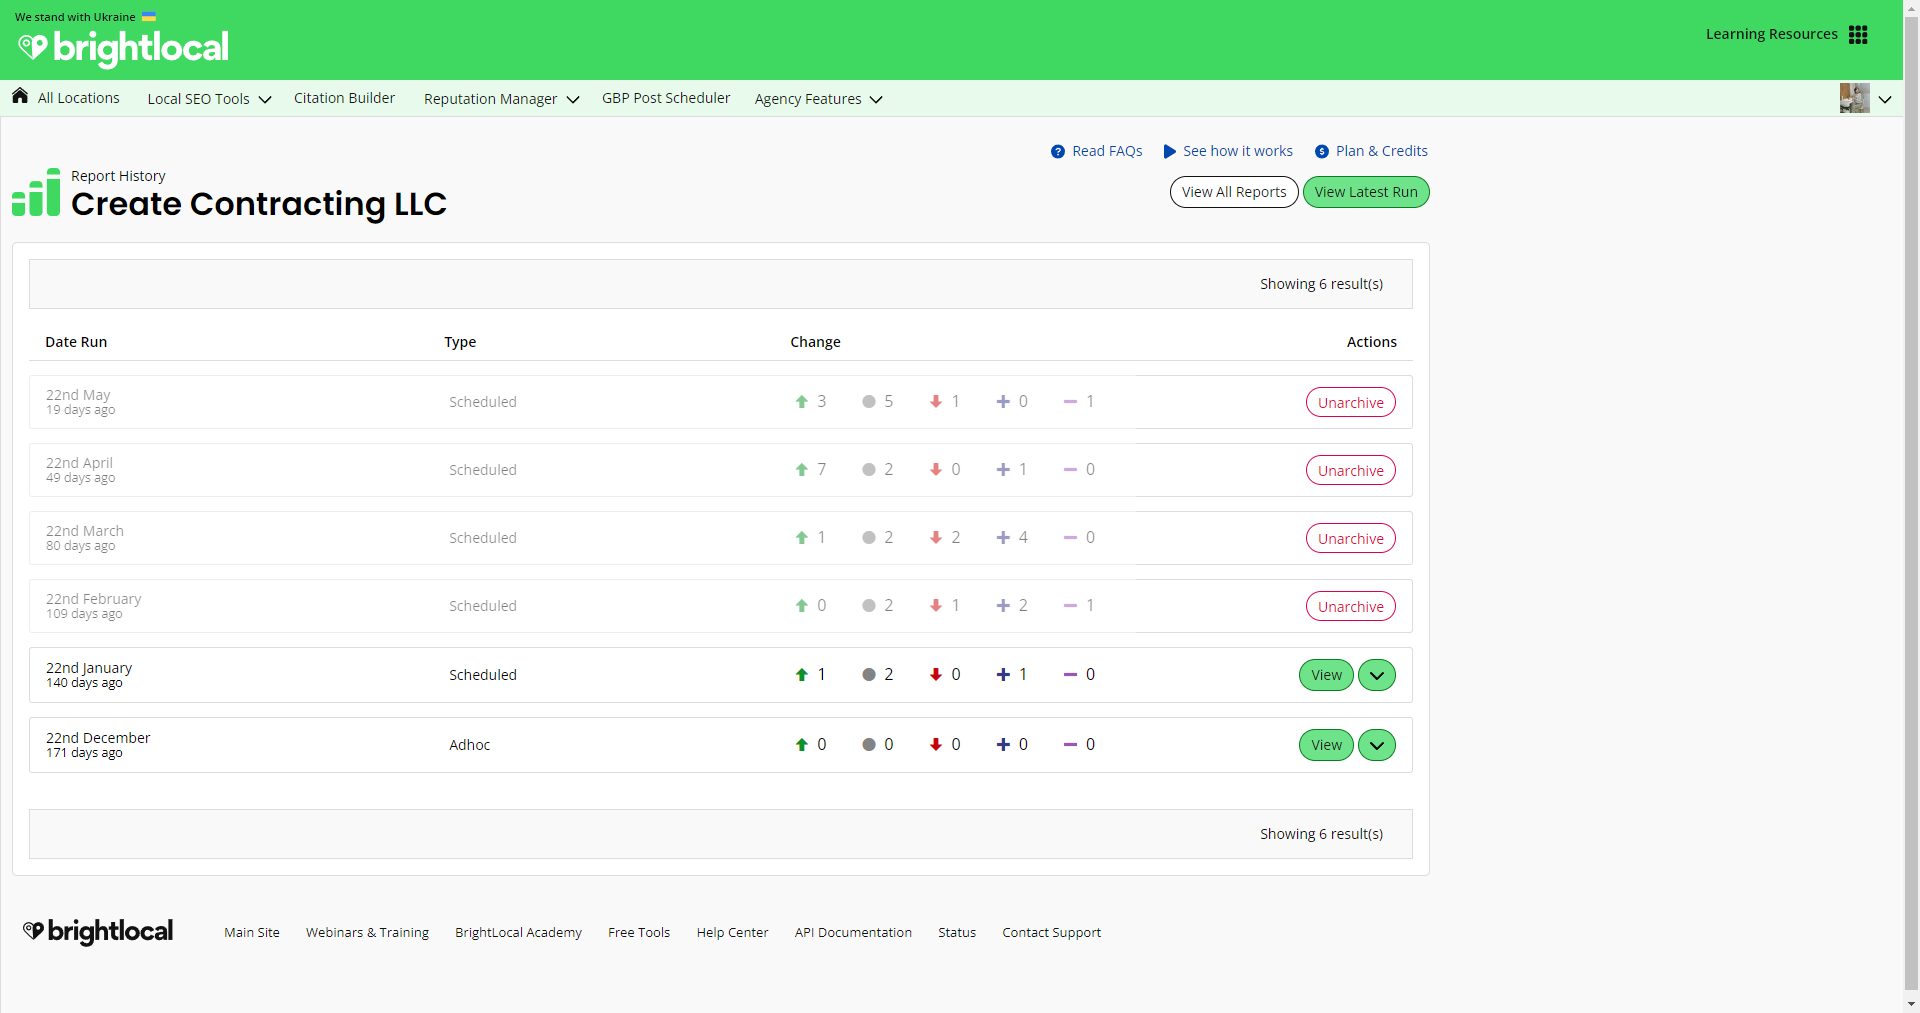 We stand with Ukraine
brightlocal
Learning Resources
All Locations
Local SEO Tools
Citation Builder
Reputation Manager
GBP Post Scheduler
Agency Features
Read FAQs
See how it works
Plan & Credits
Report History
Create Contracting LLC
View All Reports
View Latest Run
Showing 6 result(s)
Date Run Type Change Actions
22nd May
19 days ago
Scheduled 3 5 1 0 1 Unarchive
22nd April
49 days ago
Scheduled 7 2 0 1 0 Unarchive
22nd March
80 days ago
Scheduled 1 2 2 4 0 Unarchive
22nd February
109 days ago
Scheduled 0 2 1 2 1 Unarchive
22nd January
140 days ago
Scheduled 1 2 0 1 0 View
22nd December
171 days ago
Adhoc 0 0 0 0 0 View
Showing 6 result(s)
brightlocal
Main Site
Webinars & Training
BrightLocal Academy
Free Tools
Help Center
API Documentation
Status
Contact Support